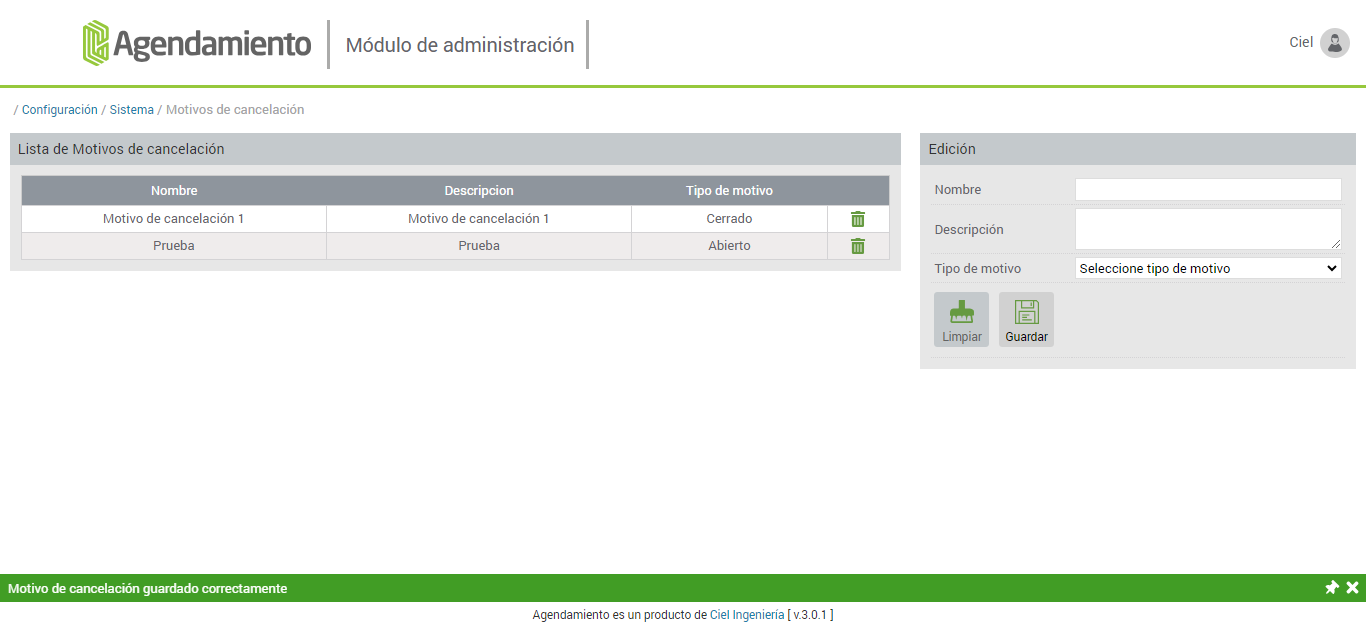 Agendamiento Módulo de administración Ciel
/ Configuración / Sistema / Motivos de cancelación
Lista de Motivos de cancelación
Nombre Descripcion Tipo de motivo
Motivo de cancelación 1 Motivo de cancelación 1 Cerrado
Prueba Prueba Abierto
Edición
Nombre
Descripción
Tipo de motivo Seleccione tipo de motivo
Limpiar Guardar
Motivo de cancelación guardado correctamente
Agendamiento es un producto de Ciel Ingeniería [ v.3.0.1 ]